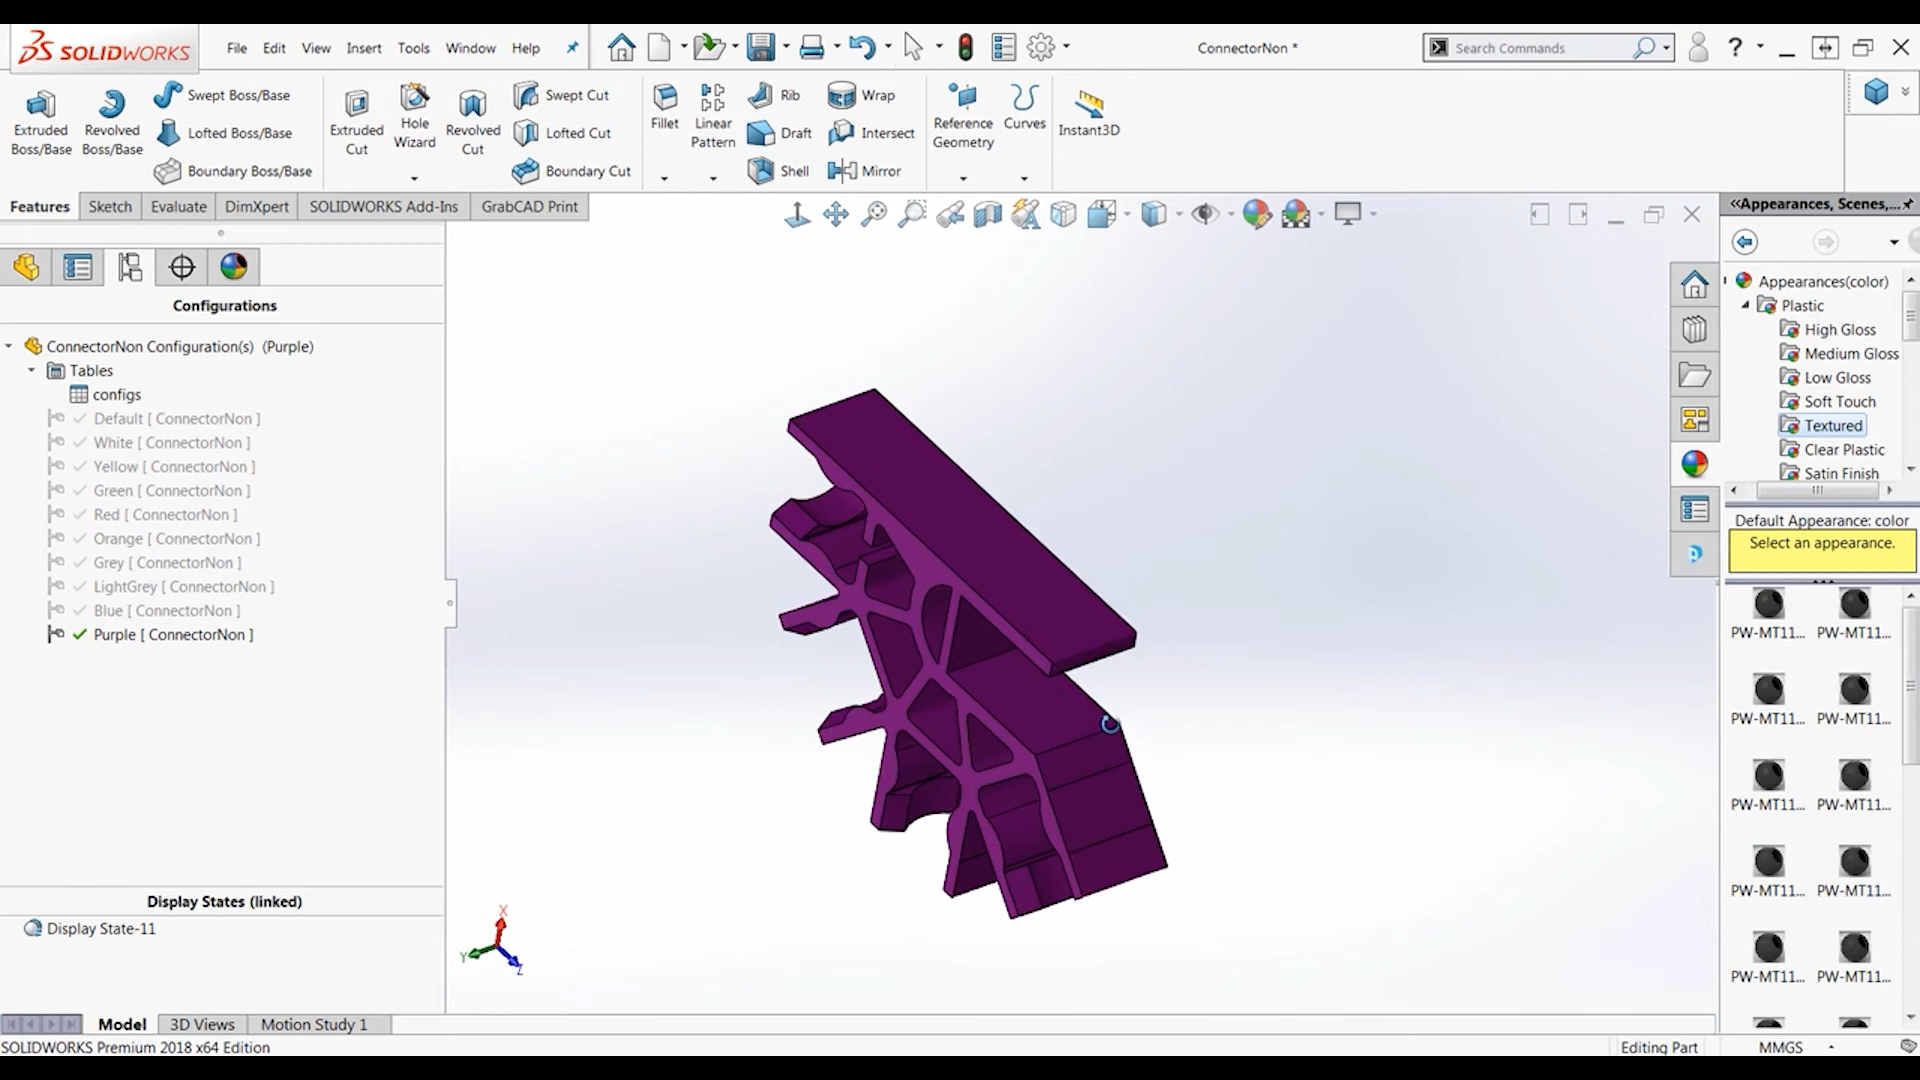 SOLIDWORKS File Edit View Insert Tools Window Help ConnectorNon * Search Commands ?
Extruded Boss/Base
Revolved Boss/Base
Swept Boss/Base
Lofted Boss/Base
Boundary Boss/Base
Extruded Cut
Hole Wizard
Revolved Cut
Swept Cut
Lofted Cut
Boundary Cut
Fillet
Linear Pattern
Rib
Draft
Shell
Wrap
Intersect
Mirror
Reference Geometry
Curves
Instant3D
Features Sketch Evaluate DimXpert SOLIDWORKS Add-Ins GrabCAD Print
Configurations
ConnectorNon Configuration(s) (Purple)
Tables
configs
Default [ ConnectorNon ]
White [ ConnectorNon ]
Yellow [ ConnectorNon ]
Green [ ConnectorNon ]
Red [ ConnectorNon ]
Orange [ ConnectorNon ]
Grey [ ConnectorNon ]
LightGrey [ ConnectorNon ]
Blue [ ConnectorNon ]
Purple [ ConnectorNon ]
Display States (linked)
Display State-11
X
Y
Z
Appearances, Scenes,...
Appearances(color)
Plastic
High Gloss
Medium Gloss
Low Gloss
Soft Touch
Textured
Clear Plastic
Satin Finish
Default Appearance: color
Select an appearance.
PW-MT11... PW-MT11...
PW-MT11... PW-MT11...
PW-MT11... PW-MT11...
PW-MT11... PW-MT11...
PW-MT11... PW-MT11...
Model 3D Views Motion Study 1
SOLIDWORKS Premium 2018 x64 Edition Editing Part MMGS